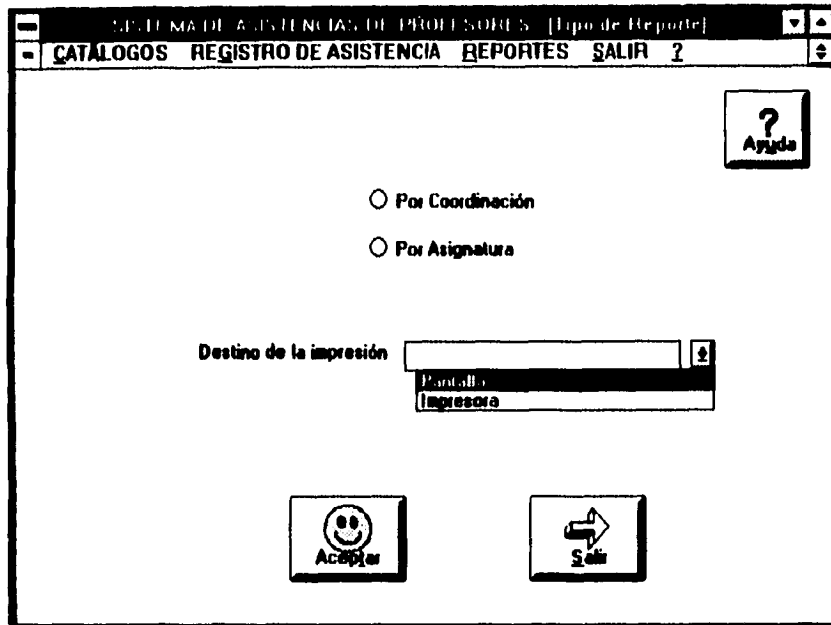 SISTEMA DE ASISTENCIAS DE PROFESORES - [Tipo de Reporte]
CATÁLOGOS REGISTRO DE ASISTENCIA REPORTES SALIR ?
?
Ayuda
Por Coordinación
Por Asignatura
Destino de la impresión
Pantalla
Impresora
Aceptar
Salir